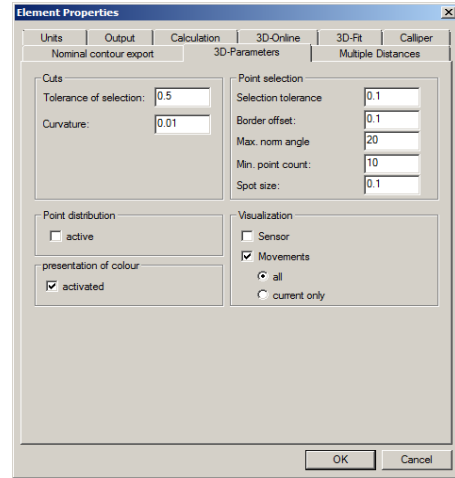 Element Properties
Units Output Calculation 3D-Online 3D-Fit Calliper
Nominal contour export 3D-Parameters Multiple Distances
Cuts
Tolerance of selection: 0.5
Curvature: 0.01
Point selection
Selection tolerance 0.1
Border offset: 0.1
Max. norm angle 20
Min. point count: 10
Spot size: 0.1
Point distribution
active
presentation of colour
activated
Visualization
Sensor
Movements
all
current only
OK Cancel